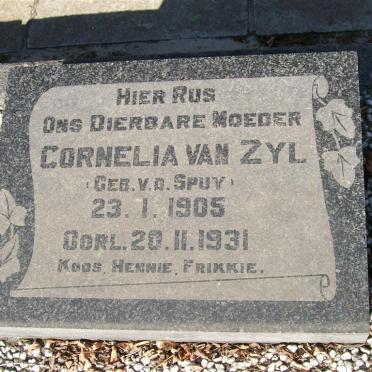 HIER RUS
ONS DIERBARE MOEDER
CORNELIA VAN ZYL
(GEB. V.D. SPUY)
23. 1. 1905
OORL. 20. 11. 1931
KOOS, HENNIE, FRIKKIE.